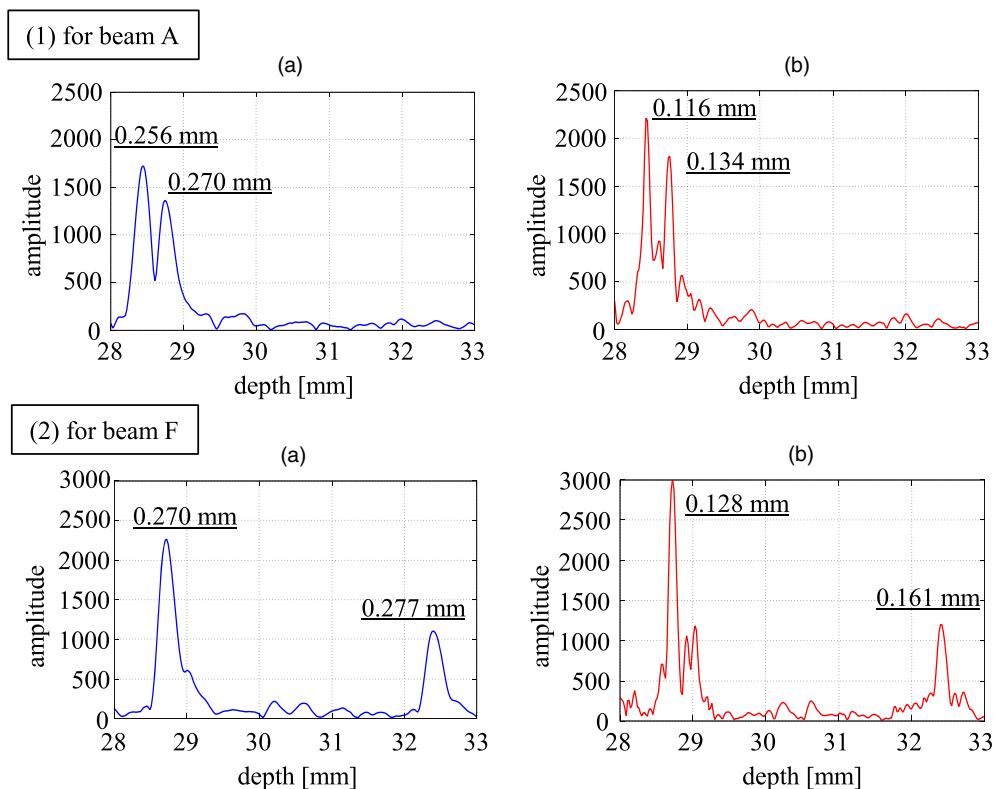 (1) for beam A
(a)
2500
2000
1500
1000
500
0
amplitude
0.256 mm
0.270 mm
28 29 30 31 32 33
depth [mm]
(b)
2500
2000
1500
1000
500
0
amplitude
0.116 mm
0.134 mm
28 29 30 31 32 33
depth [mm]
(2) for beam F
(a)
3000
2500
2000
1500
1000
500
0
amplitude
0.270 mm
0.277 mm
28 29 30 31 32 33
depth [mm]
(b)
3000
2500
2000
1500
1000
500
0
amplitude
0.128 mm
0.161 mm
28 29 30 31 32 33
depth [mm]